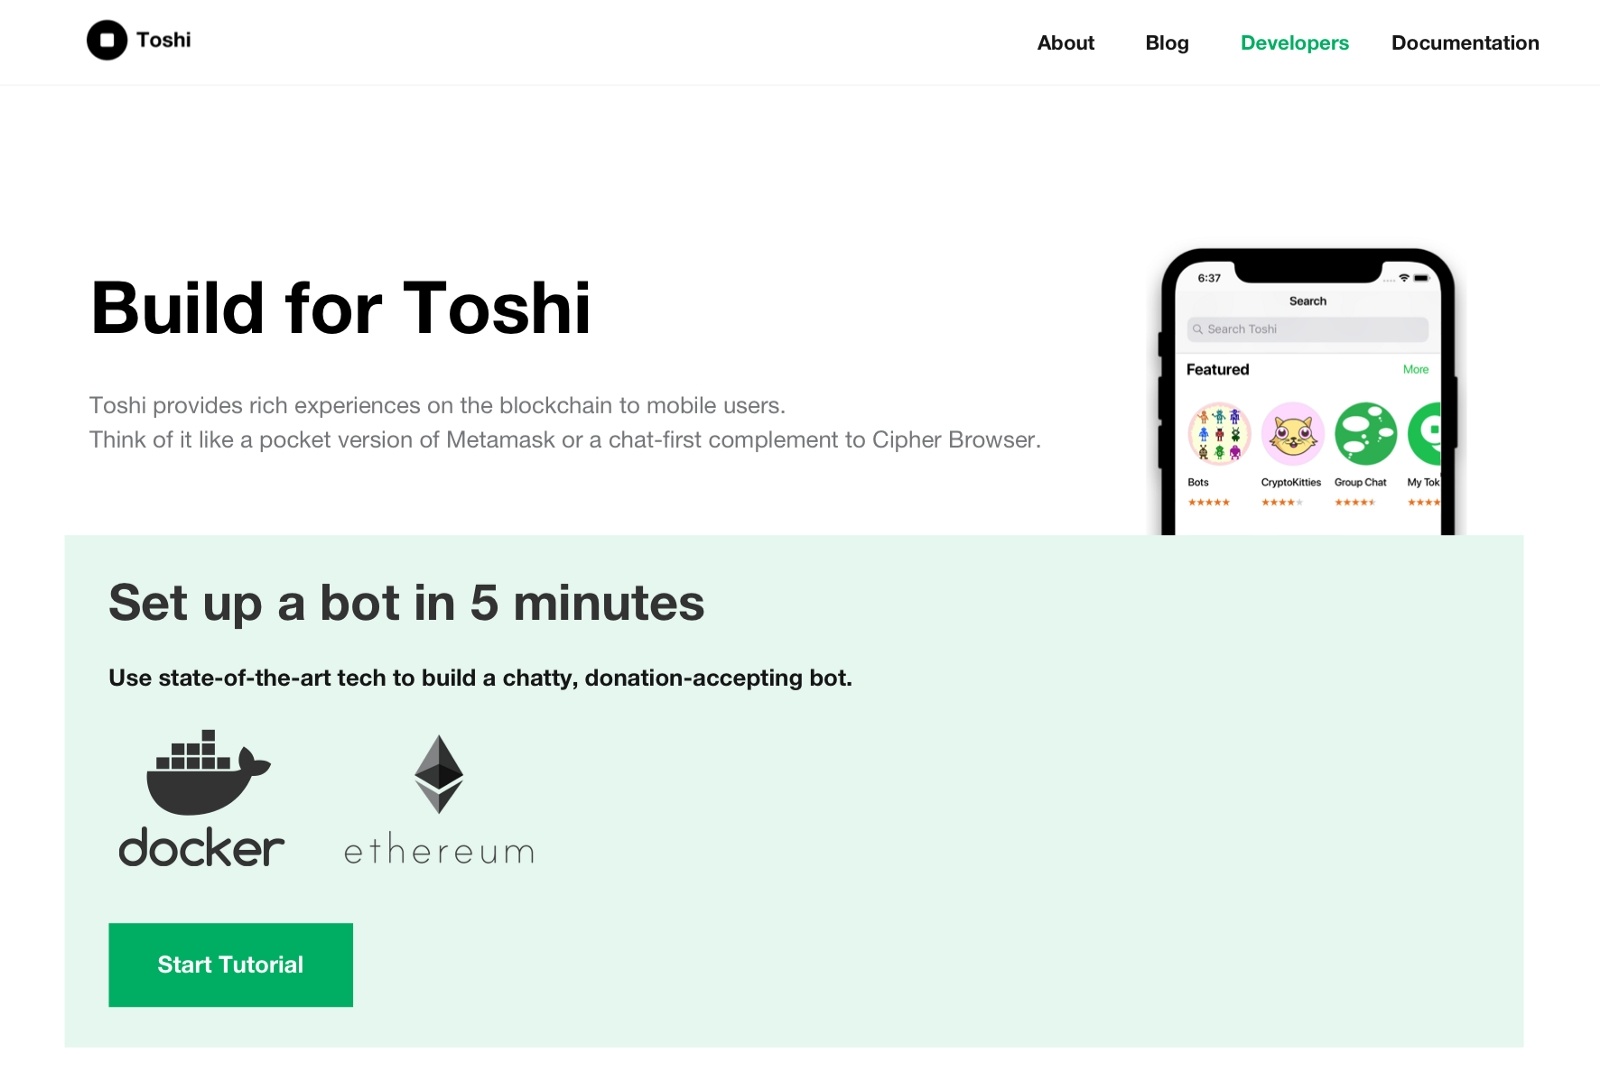 Toshi
About
Blog
Developers
Documentation
Build for Toshi
Toshi provides rich experiences on the blockchain to mobile users.
Think of it like a pocket version of Metamask or a chat-first complement to Cipher Browser.
6:37
Search
Search Toshi
Featured
More
Bots
CryptoKitties
Group Chat
My Tok
Set up a bot in 5 minutes
Use state-of-the-art tech to build a chatty, donation-accepting bot.
docker
ethereum
Start Tutorial